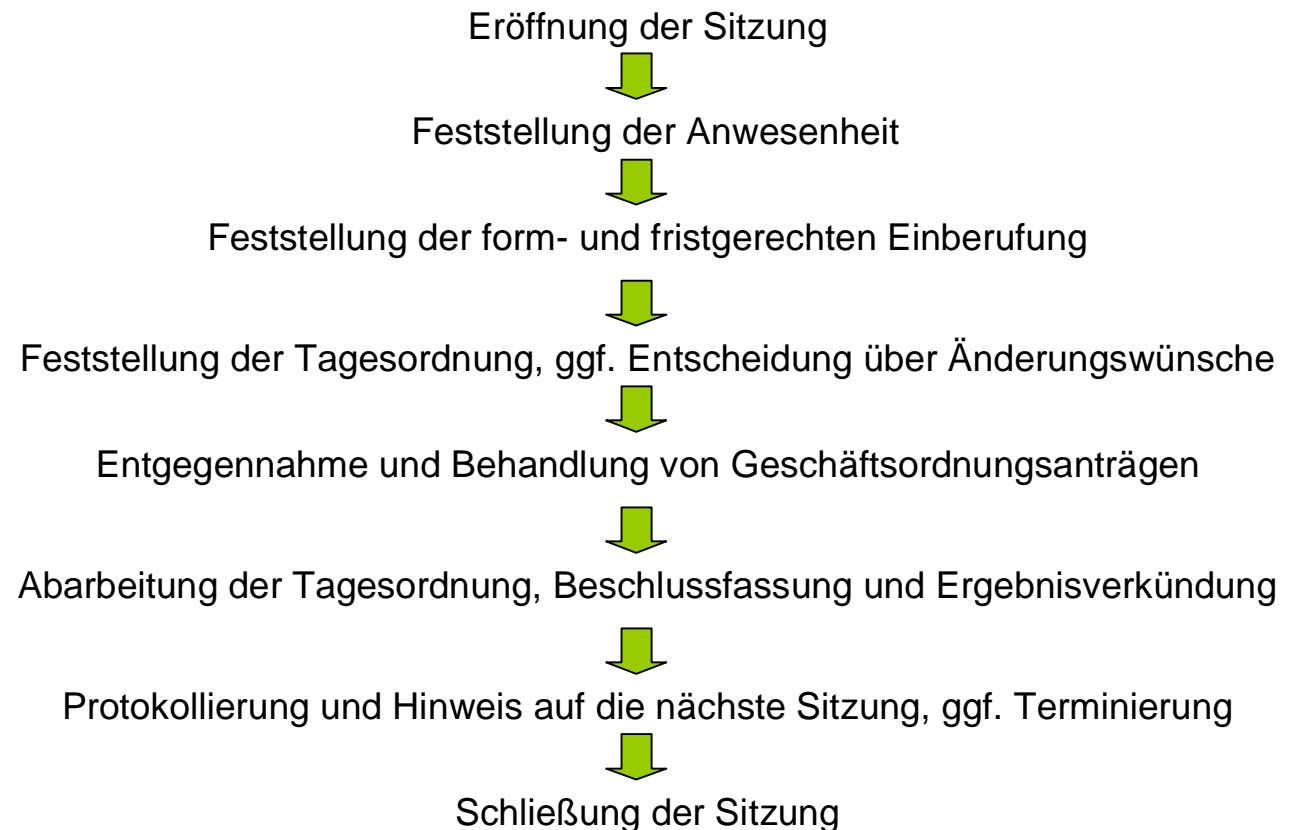 Eröffnung der Sitzung
Feststellung der Anwesenheit
Feststellung der form- und fristgerechten Einberufung
Feststellung der Tagesordnung, ggf. Entscheidung über Änderungswünsche
Entgegennahme und Behandlung von Geschäftsordnungsanträgen
Abarbeitung der Tagesordnung, Beschlussfassung und Ergebnisverkündung
Protokollierung und Hinweis auf die nächste Sitzung, ggf. Terminierung
Schließung der Sitzung